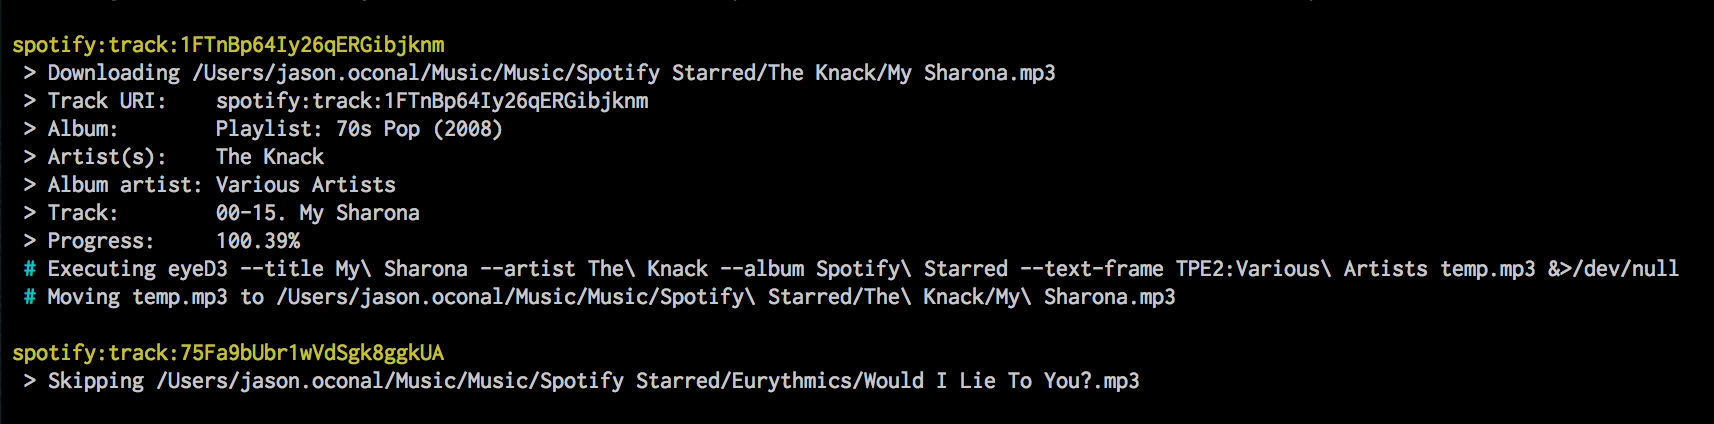 spotify:track:1FTnBp64Iy26qERGibjknm
> Downloading /Users/jason.oconal/Music/Music/Spotify Starred/The Knack/My Sharona.mp3
> Track URI:    spotify:track:1FTnBp64Iy26qERGibjknm
> Album:        Playlist: 70s Pop (2008)
> Artist(s):    The Knack
> Album artist: Various Artists
> Track:        00-15. My Sharona
> Progress:     100.39%
# Executing eyeD3 --title My\ Sharona --artist The\ Knack --album Spotify\ Starred --text-frame TPE2:Various\ Artists temp.mp3 &>/dev/null
# Moving temp.mp3 to /Users/jason.oconal/Music/Music/Spotify\ Starred/The\ Knack/My\ Sharona.mp3
spotify:track:75Fa9bUbr1wVdSgk8ggkUA
> Skipping /Users/jason.oconal/Music/Music/Spotify Starred/Eurythmics/Would I Lie To You?.mp3